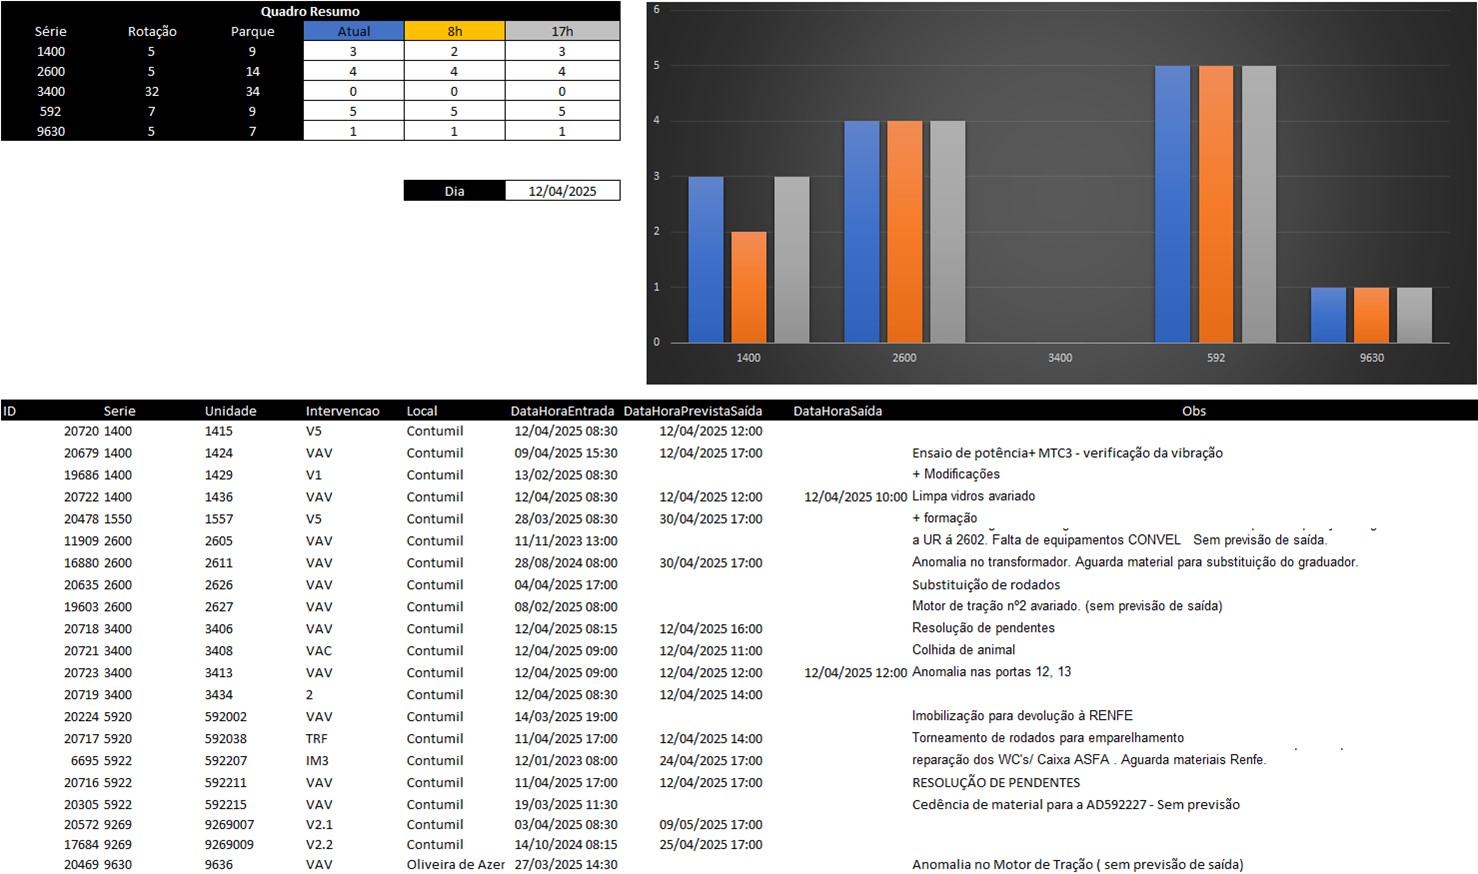 Quadro Resumo
Série Rotação Parque Atual 8h 17h
1400 5 9 3 2 3
2600 5 14 4 4 4
3400 32 34 0 0 0
592 7 9 5 5 5
9630 5 7 1 1 1
Dia 12/04/2025
6
5
4
3
2
1
0
1400 2600 3400 592 9630
ID Serie Unidade Intervencao Local DataHoraEntrada DataHoraPrevistaSaída DataHoraSaída Obs
20720 1400 1415 V5 Contumil 12/04/2025 08:30 12/04/2025 12:00
20679 1400 1424 VAV Contumil 09/04/2025 15:30 12/04/2025 17:00 Ensaio de potência+ MTC3 - verificação da vibração
19686 1400 1429 V1 Contumil 13/02/2025 08:30 + Modificações
20722 1400 1436 VAV Contumil 12/04/2025 08:30 12/04/2025 12:00 12/04/2025 10:00 Limpa vidros avariado
20478 1550 1557 V5 Contumil 28/03/2025 08:30 30/04/2025 17:00 + formação
11909 2600 2605 VAV Contumil 11/11/2023 13:00 a UR á 2602. Falta de equipamentos CONVEL Sem previsão de saída.
16880 2600 2611 VAV Contumil 28/08/2024 08:00 30/04/2025 17:00 Anomalia no transformador. Aguarda material para substituição do graduador.
20635 2600 2626 VAV Contumil 04/04/2025 17:00 Substituição de rodados
19603 2600 2627 VAV Contumil 08/02/2025 08:00 Motor de tração nº2 avariado. (sem previsão de saída)
20718 3400 3406 VAV Contumil 12/04/2025 08:15 12/04/2025 16:00 Resolução de pendentes
20721 3400 3408 VAC Contumil 12/04/2025 09:00 12/04/2025 11:00 Colhida de animal
20723 3400 3413 VAV Contumil 12/04/2025 09:00 12/04/2025 12:00 12/04/2025 12:00 Anomalia nas portas 12, 13
20719 3400 3434 2 Contumil 12/04/2025 08:30 12/04/2025 14:00
20224 5920 592002 VAV Contumil 14/03/2025 19:00 Imobilização para devolução à RENFE
20717 5920 592038 TRF Contumil 11/04/2025 17:00 12/04/2025 14:00 Torneamento de rodados para emparelhamento
6695 5922 592207 IM3 Contumil 12/01/2023 08:00 24/04/2025 17:00 reparação dos WC's/ Caixa ASFA . Aguarda materiais Renfe.
20716 5922 592211 VAV Contumil 11/04/2025 17:00 12/04/2025 17:00 RESOLUÇÃO DE PENDENTES
20305 5922 592215 VAV Contumil 19/03/2025 11:30 Cedência de material para a AD592227 - Sem previsão
20572 9269 9269007 V2.1 Contumil 03/04/2025 08:30 09/05/2025 17:00
17684 9269 9269009 V2.2 Contumil 14/10/2024 08:15 25/04/2025 17:00
20469 9630 9636 VAV Oliveira de Azer 27/03/2025 14:30 Anomalia no Motor de Tração ( sem previsão de saída)